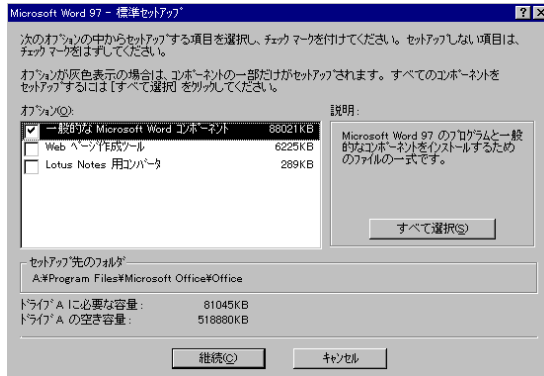 Microsoft Word 97 - 標準セットアップ
次のオプションの中からセットアップする項目を選択し、チェック マークを付けてください。セットアップしない項目は、
チェック マークをはずしてください。
オプションが灰色表示の場合は、コンポーネントの一部だけがセットアップされます。すべてのコンポーネントを
セットアップするには [すべて選択] をクリックしてください。
オプション(O):
一般的な Microsoft Word コンポーネント 88021KB
Web ページ作成ツール 6225KB
Lotus Notes 用コンバータ 289KB
説明:
Microsoft Word 97 のプログラムと一般
的なコンポーネントをインストールするため
のファイルの一式です。
すべて選択(S)
セットアップ先のフォルダ
A:¥Program Files¥Microsoft Office¥Office
ドライブ A に必要な容量: 81045KB
ドライブ A の空き容量: 518880KB
継続(C) キャンセル